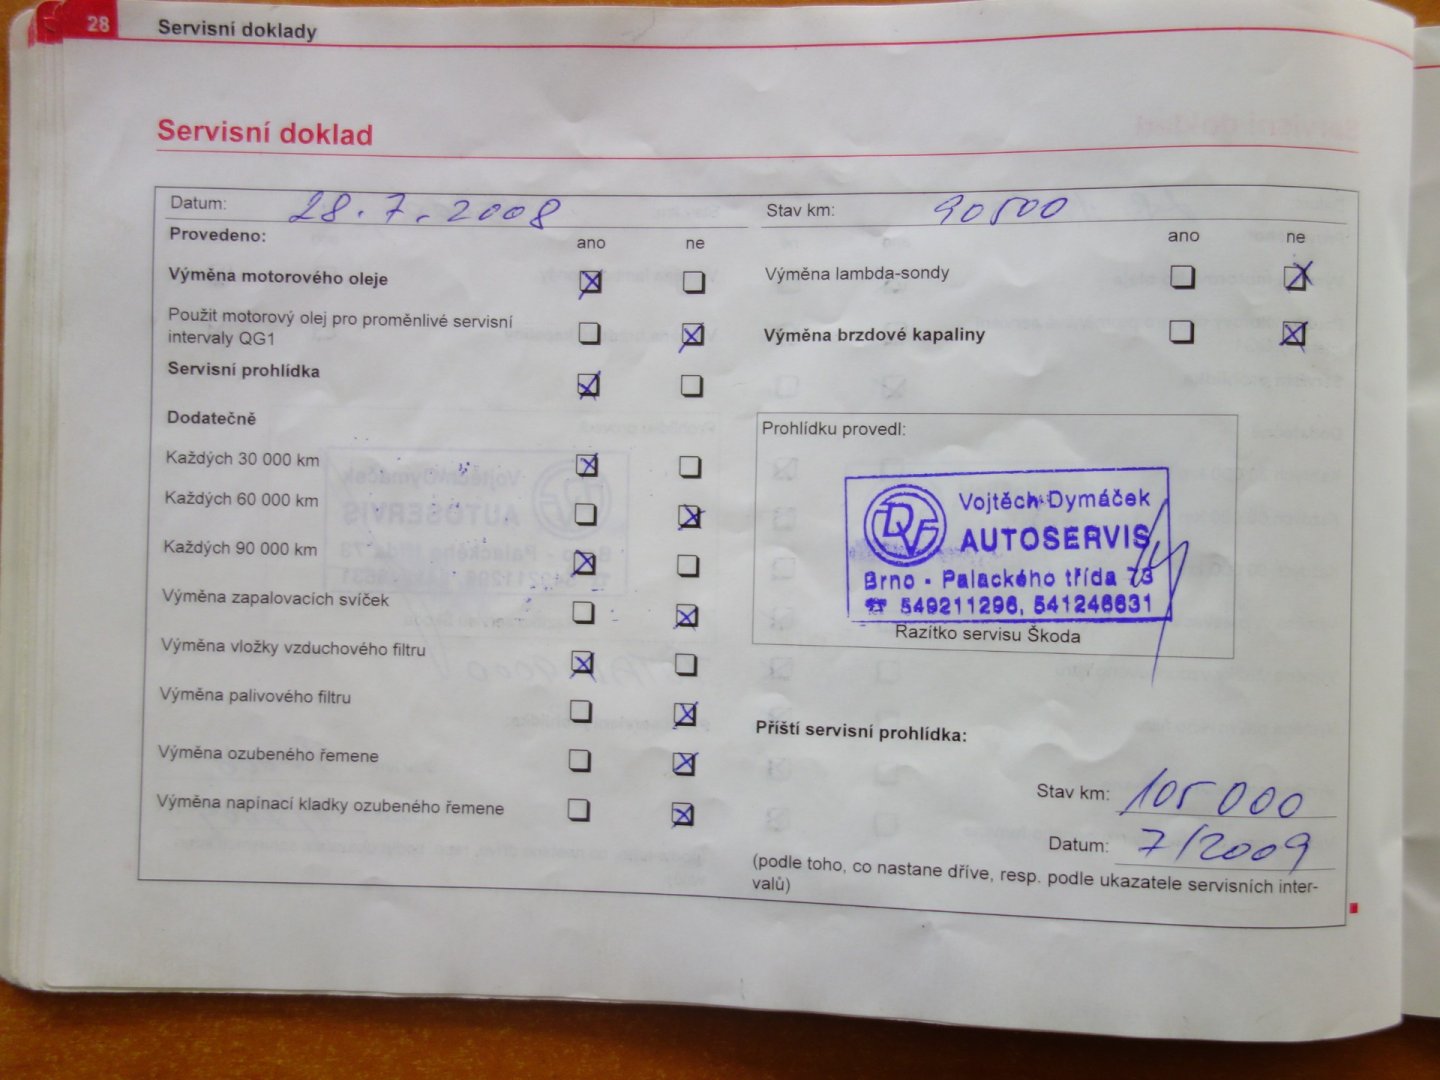 28 Servisní doklady
Servisní doklad
Datum: 28.7.2008
Provedeno: ano ne
Výměna motorového oleje
Použit motorový olej pro proměnlivé servisní
intervaly QG1
Servisní prohlídka
Dodatečně
Každých 30 000 km
Každých 60 000 km
Každých 90 000 km
Výměna zapalovacích svíček
Výměna vložky vzduchového filtru
Výměna palivového filtru
Výměna ozubeného řemene
Výměna napínací kladky ozubeného řemene
Stav km: 90500
ano ne
Výměna lambda-sondy
Výměna brzdové kapaliny
Prohlídku provedl:
Vojtěch Dymáček
AUTOSERVIS
Brno - Palackého třída 73
☎ 549211296, 541246631
Razítko servisu Škoda
Příští servisní prohlídka:
Stav km: 105 000
Datum: 7/2009
(podle toho, co nastane dříve, resp. podle ukazatele servisních inter-
valů)